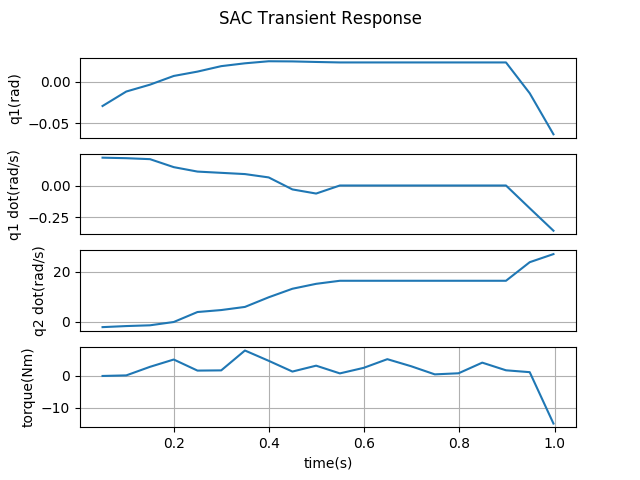 SAC Transient Response
q1(rad)
0.00
−0.05
q1 dot(rad/s)
0.00
−0.25
q2 dot(rad/s)
20
0
torque(Nm)
0
−10
0.2 0.4 0.6 0.8 1.0
time(s)